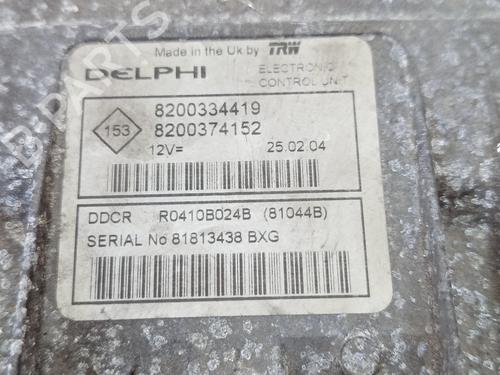 Made in the Uk by TRW
DELPHI
ELECTRONIC
CONTROL UNIT
153
8200334419
8200374152
12V=
25.02.04
DDCR R0410B024B (81044B)
SERIAL No 81813438 BXG
B-PARTS